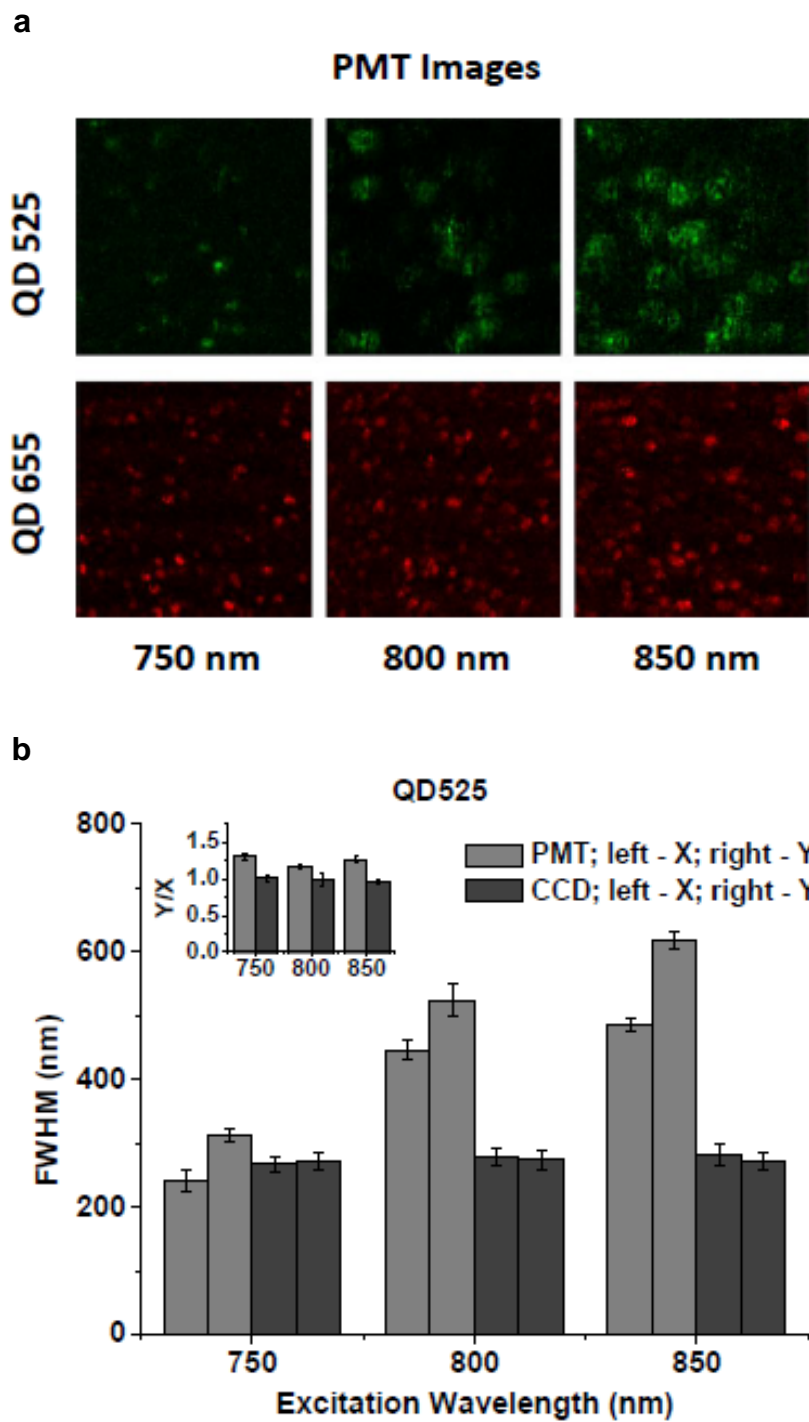 a
PMT Images
QD 525
QD 655
750 nm 800 nm 850 nm
b
QD525
800
600
400
200
0
FWHM (nm)
PMT; left - X; right - Y
CCD; left - X; right - Y
1.5
1.0
0.5
0.0
Y/X
750 800 850
750 800 850
Excitation Wavelength (nm)